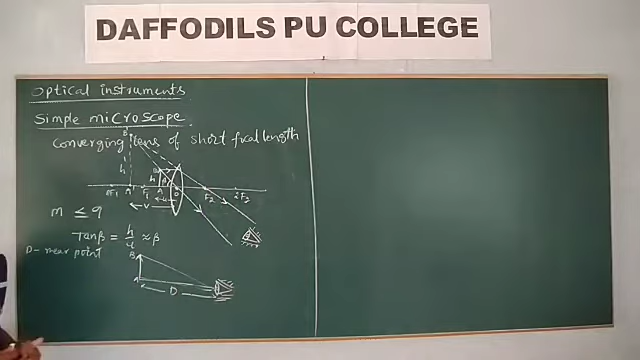 DAFFODILS PU COLLEGE
Optical instruments
Simple microscope.
Converging lens of short focal length
B'
h'
B
A
h
β
2F1 A' F1 A O F2 2F2
u
v
m ≤ 9
Tanβ = h/u ≈ β
D - near point
B
A
D